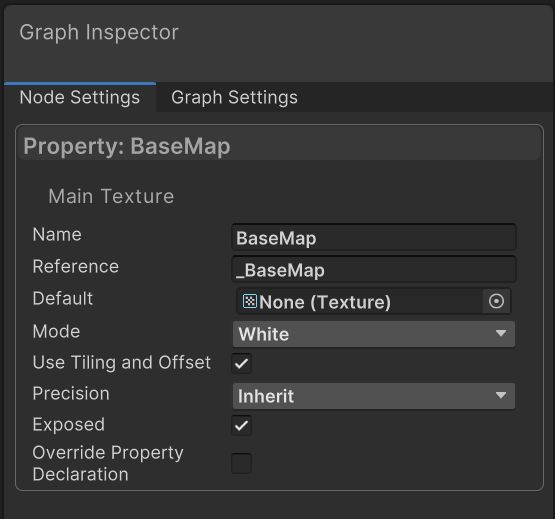 Graph Inspector
Node Settings
Graph Settings
Property: BaseMap
Main Texture
Name
BaseMap
Reference
_BaseMap
Default
None (Texture)
Mode
White
Use Tiling and Offset
Precision
Inherit
Exposed
Override Property
Declaration